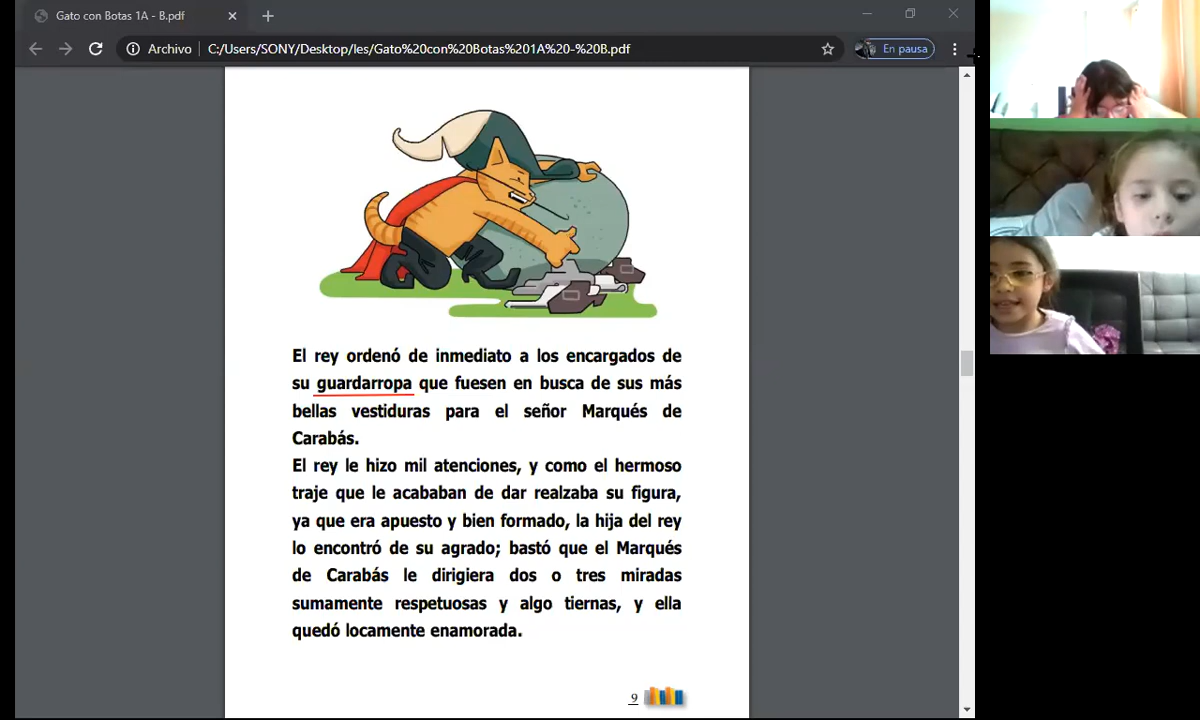 Gato con Botas 1A - B.pdf
Archivo
C:/Users/SONY/Desktop/les/Gato%20con%20Botas%201A%20-%20B.pdf
En pausa
El rey ordenó de inmediato a los encargados de
su guardarropa que fuesen en busca de sus más
bellas vestiduras para el señor Marqués de
Carabás.
El rey le hizo mil atenciones, y como el hermoso
traje que le acababan de dar realzaba su figura,
ya que era apuesto y bien formado, la hija del rey
lo encontró de su agrado; bastó que el Marqués
de Carabás le dirigiera dos o tres miradas
sumamente respetuosas y algo tiernas, y ella
quedó locamente enamorada.
9